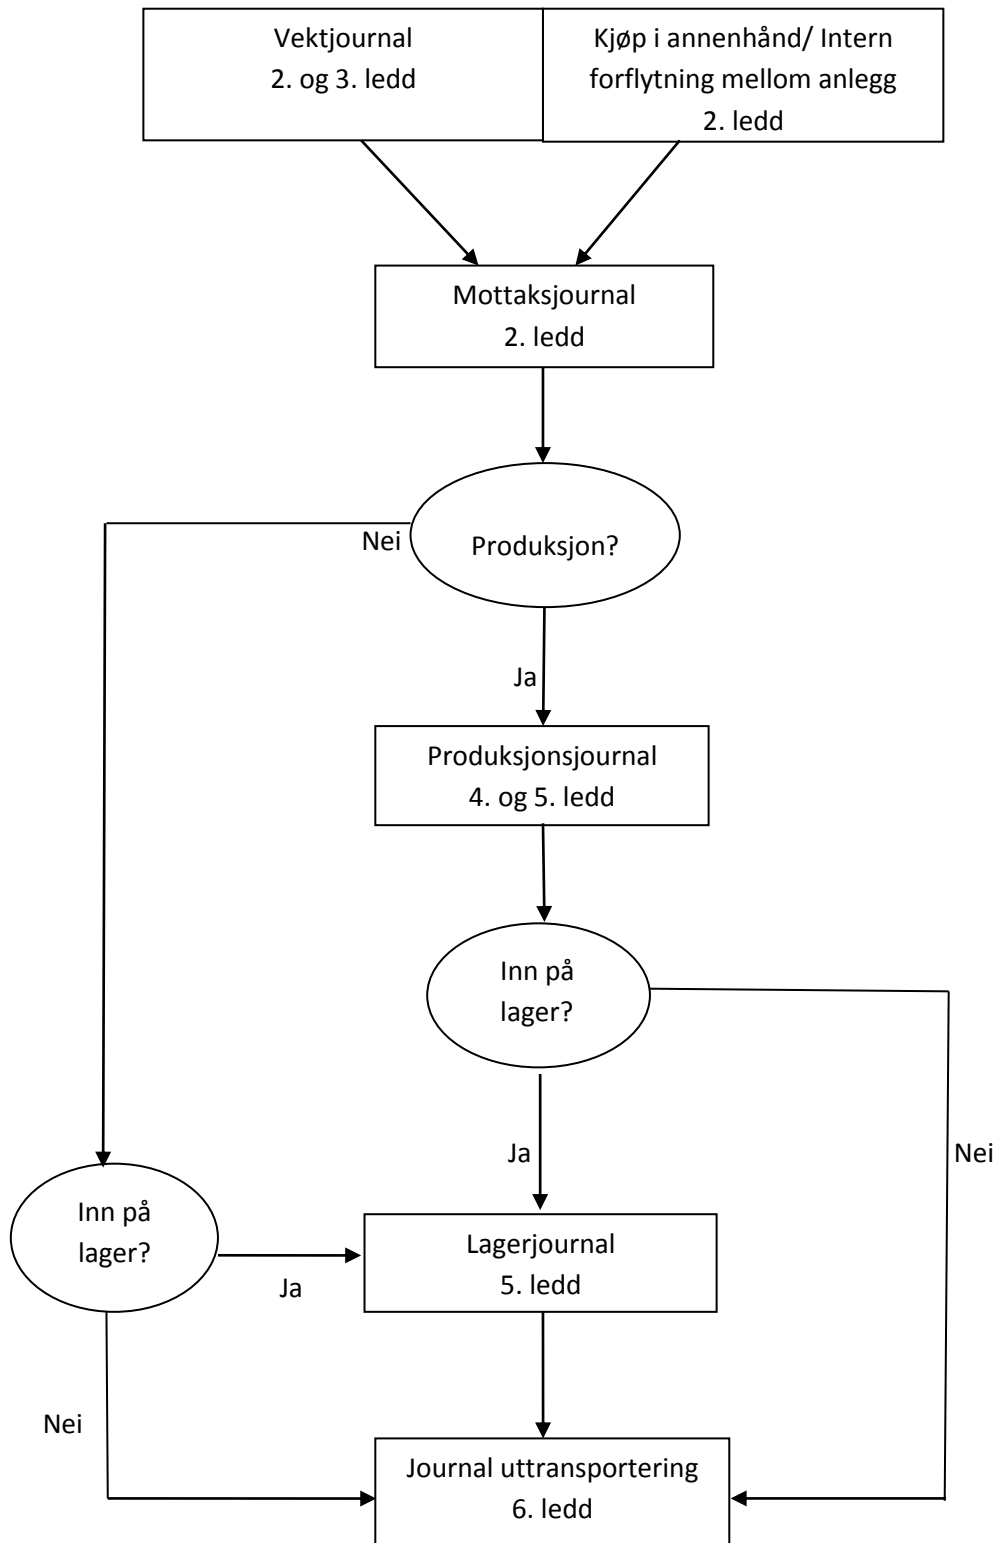 Vektjournal
2. og 3. ledd
Kjøp i annenhånd/ Intern
forflytning mellom anlegg
2. ledd
Mottaksjournal
2. ledd
Nei
Produksjon?
Ja
Produksjonsjournal
4. og 5. ledd
Inn på
lager?
Ja
Nei
Inn på
lager?
Ja
Lagerjournal
5. ledd
Nei
Journal uttransportering
6. ledd